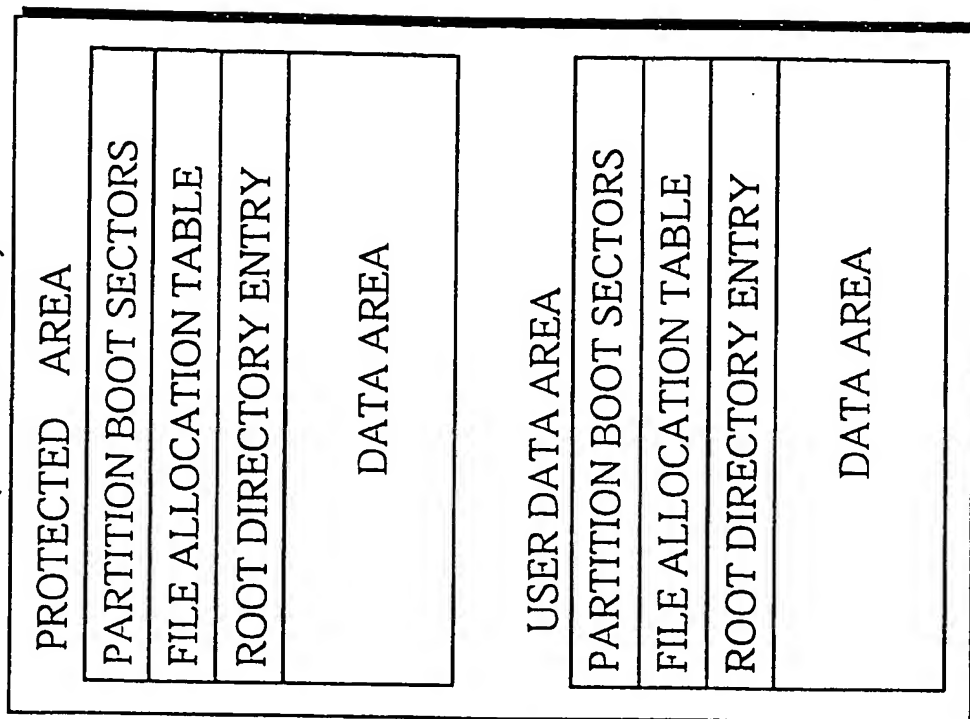 PROTECTED AREA
PARTITION BOOT SECTORS
FILE ALLOCATION TABLE
ROOT DIRECTORY ENTRY
DATA AREA
USER DATA AREA
PARTITION BOOT SECTORS
FILE ALLOCATION TABLE
ROOT DIRECTORY ENTRY
DATA AREA